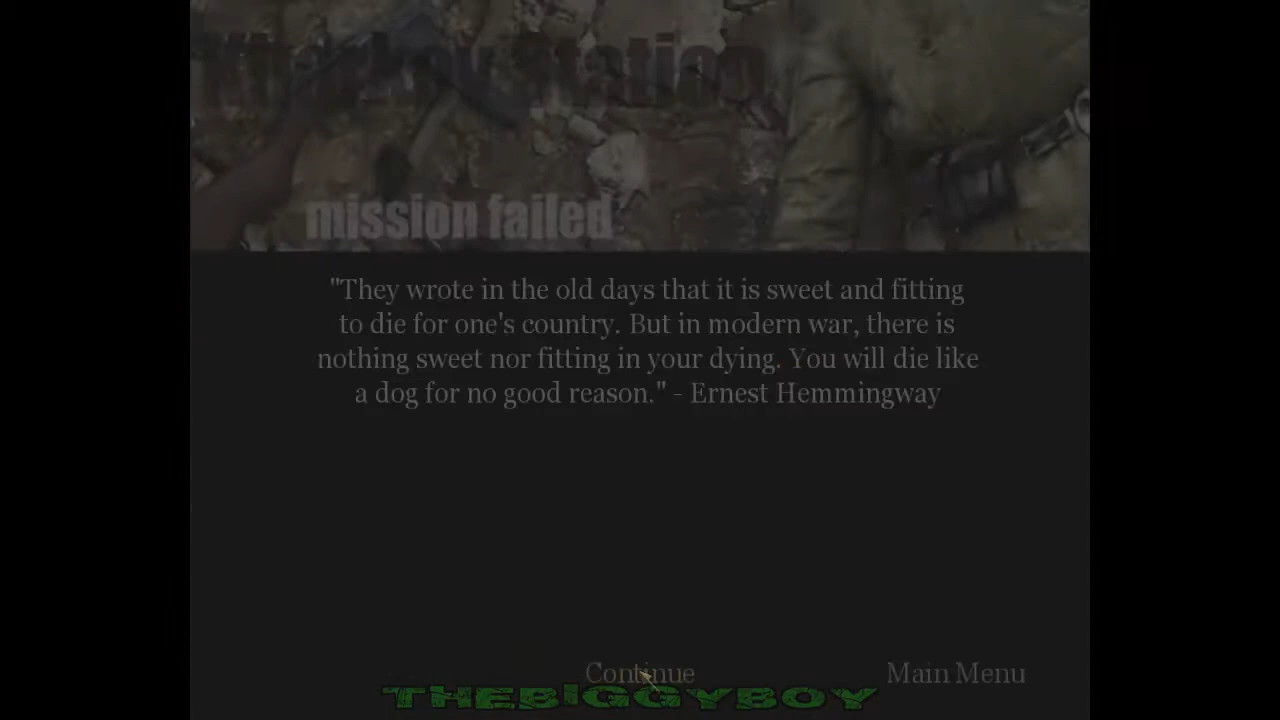 mission failed
"They wrote in the old days that it is sweet and fitting
to die for one's country. But in modern war, there is
nothing sweet nor fitting in your dying. You will die like
a dog for no good reason." - Ernest Hemmingway
Continue
Main Menu
THEBIGGYBOY